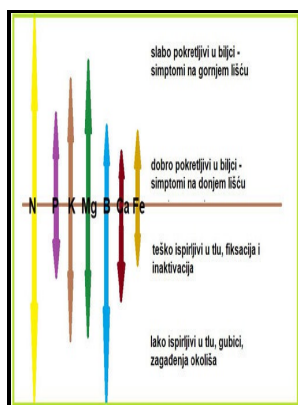 slabo pokretljivi u biljci -
simptomi na gornjem lišću
dobro pokretljivi u biljci -
simptomi na donjem lišću
N P K Mg B Ca Fe
teško ispirljivi u tlu, fiksacija i
inaktivacija
lako ispirljivi u tlu, gubici,
zagađenja okoliša